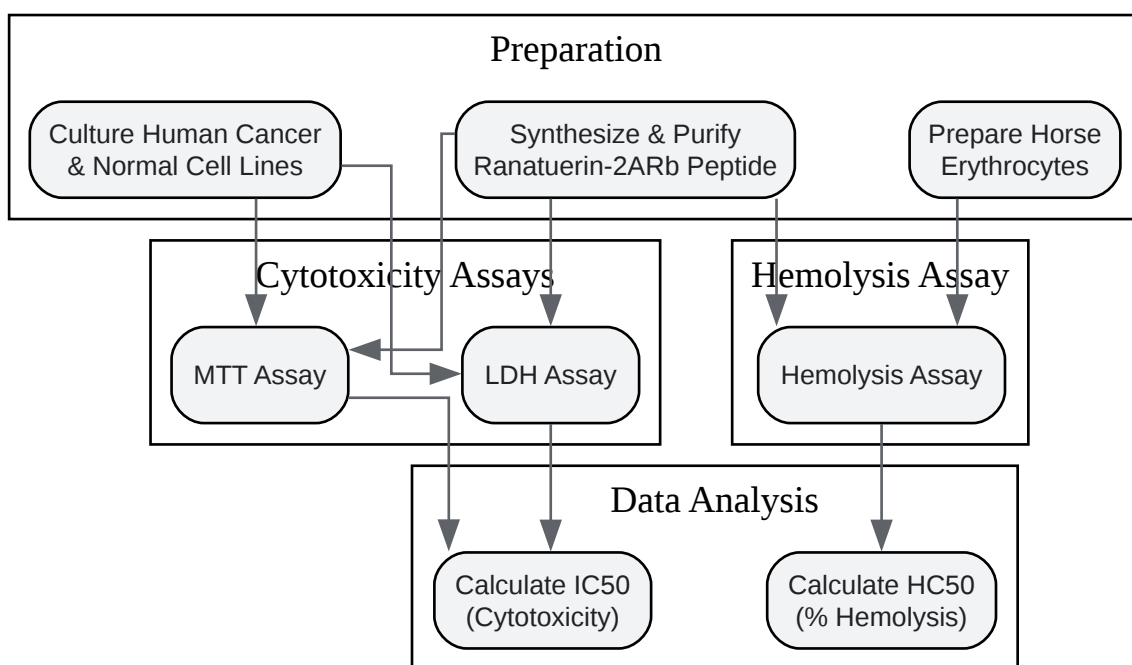 Preparation
Culture Human Cancer
& Normal Cell Lines
Synthesize & Purify
Ranatuerin-2ARb Peptide
Prepare Horse
Erythrocytes
Cytotoxicity Assays
Hemolysis Assay
MTT Assay
LDH Assay
Hemolysis Assay
Data Analysis
Calculate IC50
(Cytotoxicity)
Calculate HC50
(% Hemolysis)